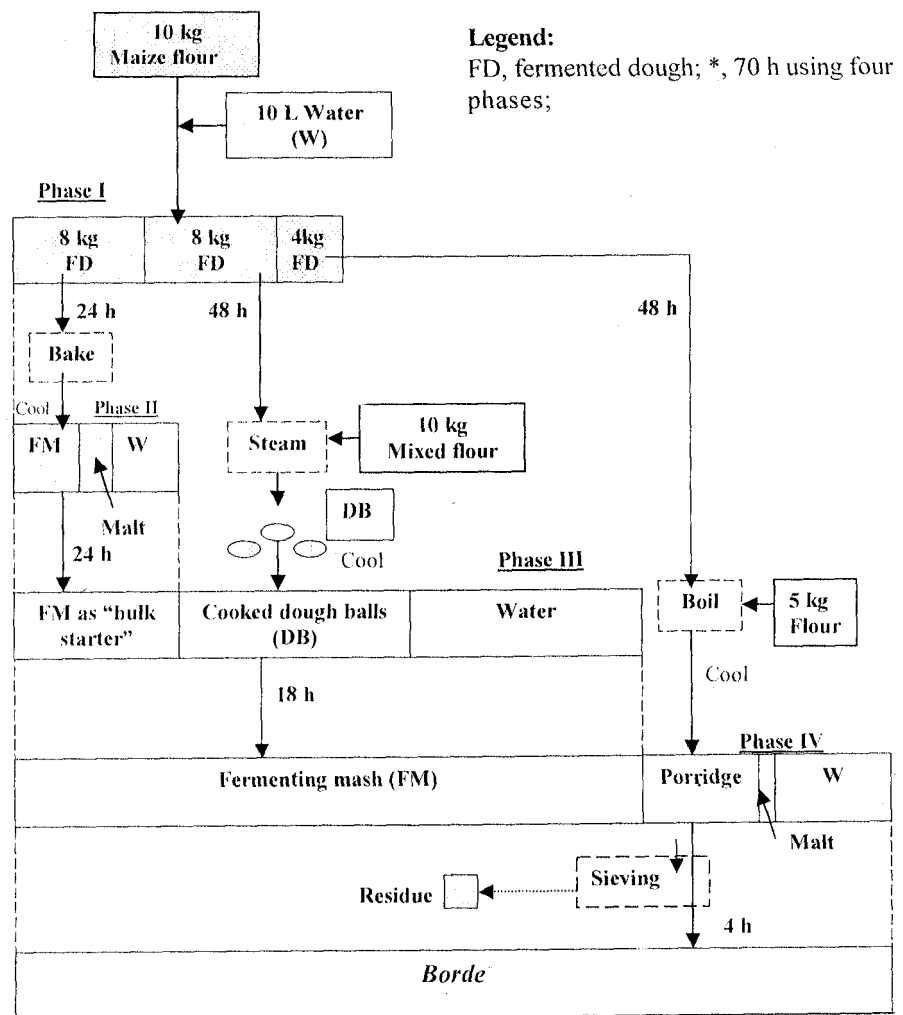 10 kg
Maize flour
Legend:
FD, fermented dough; *, 70 h using four
phases;
10 L Water
(W)
Phase I
8 kg
FD
8 kg
FD
4kg
FD
24 h
48 h
48 h
Bake
Cool
Phase II
FM
W
Malt
24 h
Steam
10 kg
Mixed flour
DB
Cool
Phase III
FM as “bulk
starter”
Cooked dough balls
(DB)
Water
Boil
5 kg
Flour
18 h
Cool
Phase IV
Fermenting mash (FM)
Porridge
W
Malt
Sieving
Residue
4 h
Borde